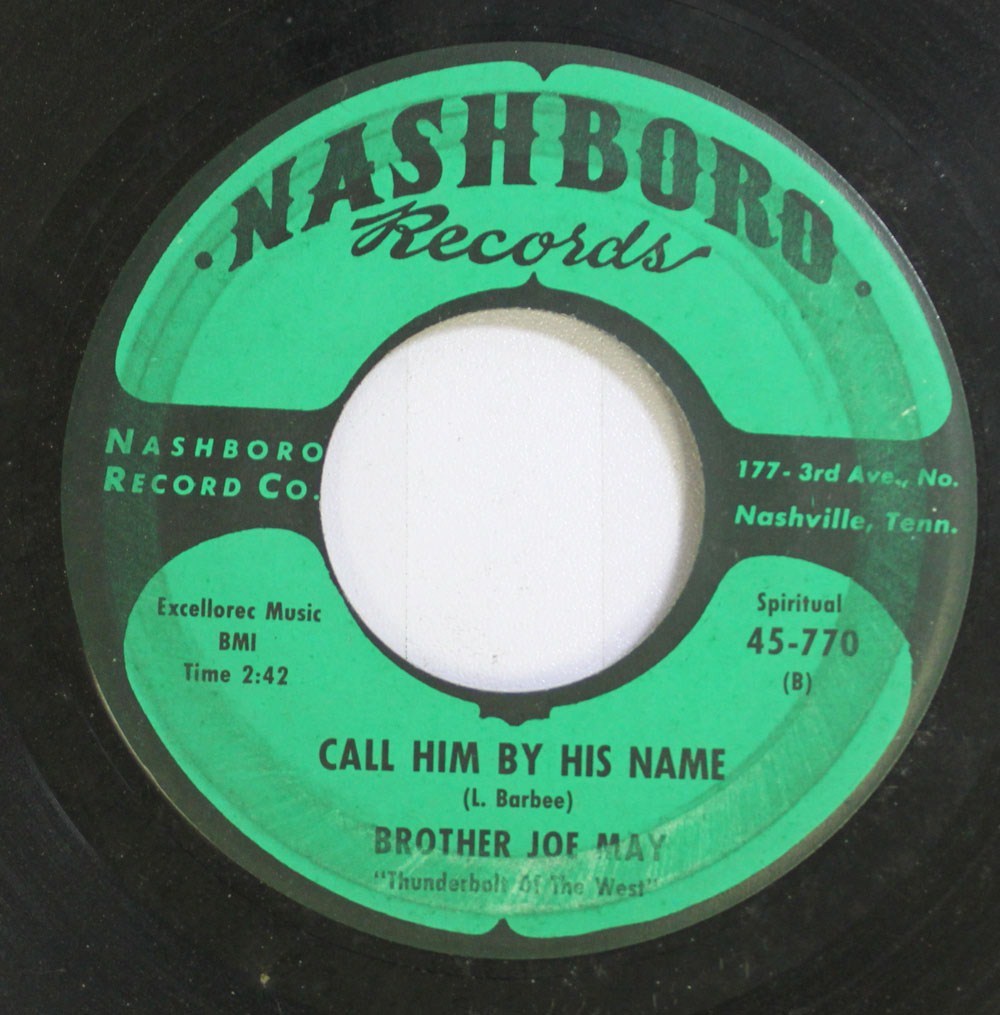 · NASHBORO ·
Records
NASHBORO
RECORD CO.
177-3rd Ave., No.
Nashville, Tenn.
Excellorec Music
BMI
Time 2:42
Spiritual
45-770
(B)
CALL HIM BY HIS NAME
(L. Barbee)
BROTHER JOE MAY
"Thunderbolt Of The West"